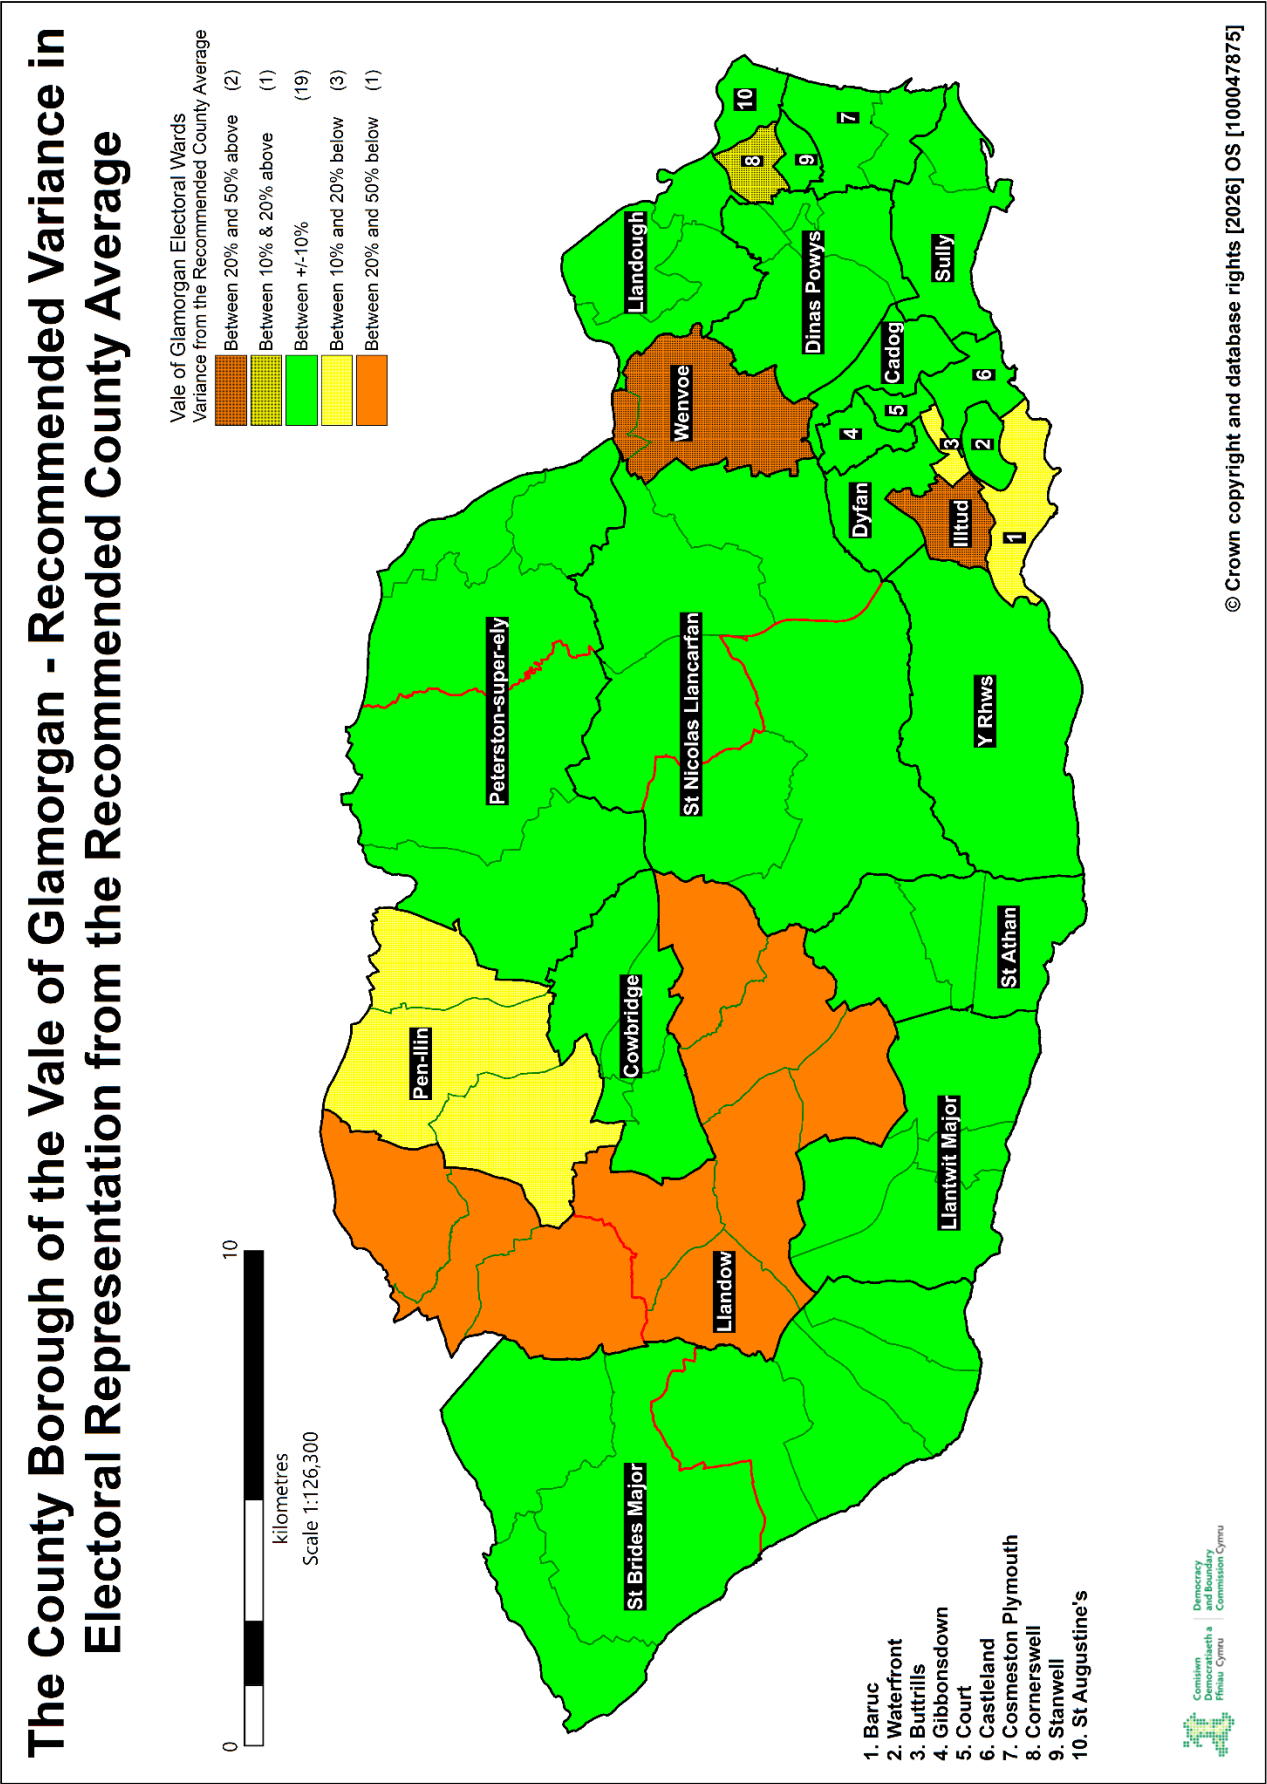 The County Borough of the Vale of Glamorgan - Recommended Variance in
Electoral Representation from the Recommended County Average
Vale of Glamorgan Electoral Wards
Variance from the Recommended County Average
Between 20% and 50% above (2)
Between 10% & 20% above (1)
Between +/-10% (19)
Between 10% and 20% below (3)
Between 20% and 50% below (1)
0 10
kilometres
Scale 1:126,300
Peterston-super-ely
Pen-llin
Llandough
Wenvoe
Cowbridge
St Nicolas Llancarfan
St Brides Major
Llandow
Dinas Powys
Sully
Cadog
Dyfan
Illtud
Y Rhws
St Athan
Llantwit Major
10
8
9
7
6
5
4
3
2
1
1. Baruc
2. Waterfront
3. Buttrills
4. Gibbonsdown
5. Court
6. Castleland
7. Cosmeston Plymouth
8. Cornerswell
9. Stanwell
10. St Augustine's
Comisiwn
Democratiaeth a
Ffiniau Cymru
Democracy
and Boundary
Commission Cymru
© Crown copyright and database rights [2026] OS [100047875]